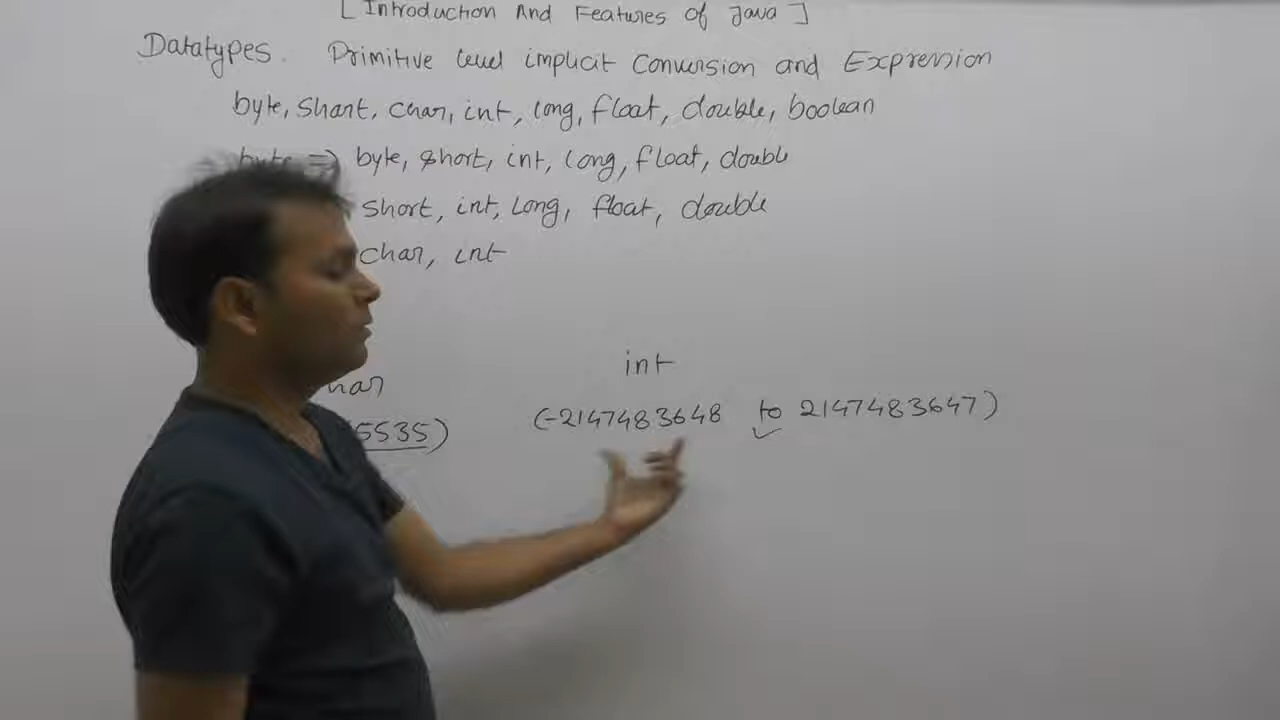 [ Introduction And Features Of Java ]
Datatypes. Primitive level implicit Conversion and Expression
byte, short, char, int, long, float, double, boolean
byte => byte, short, int, long, float, double
short, int, long, float, double
char, int
int
5535)
(-2147483648 to 2147483647)